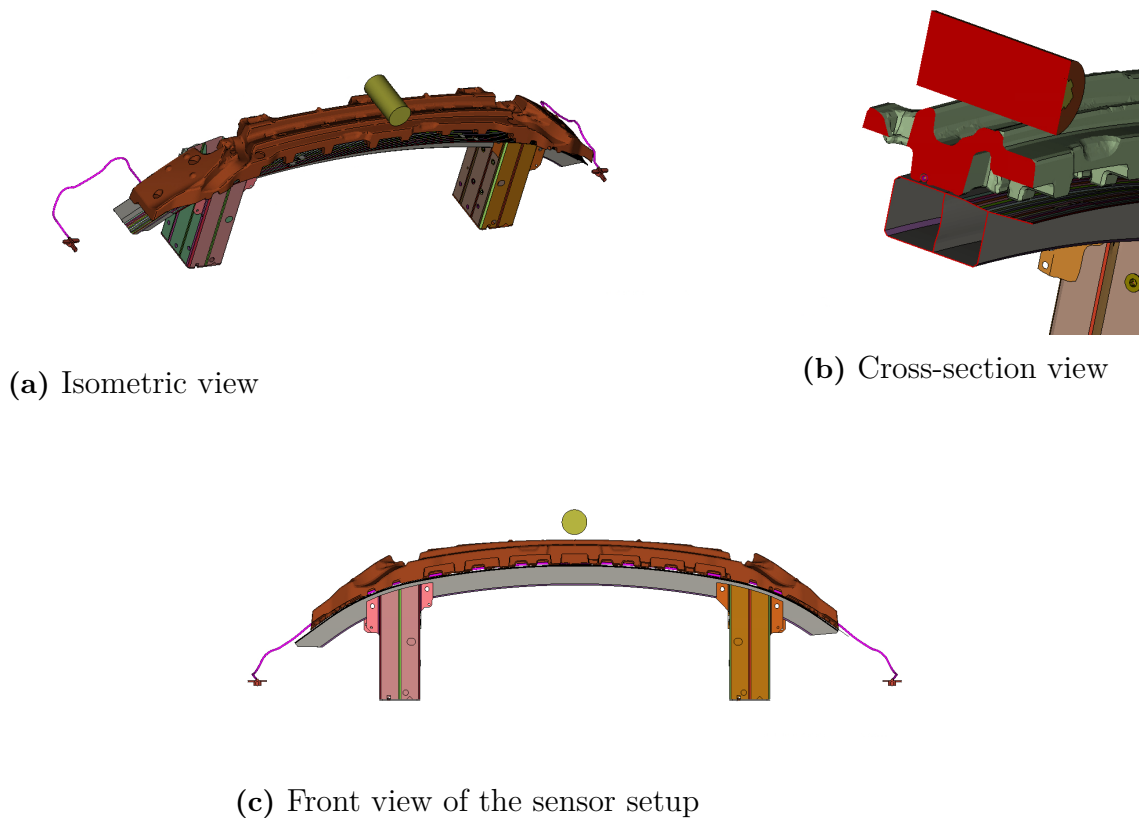 (a) Isometric view
(b) Cross-section view
(c) Front view of the sensor setup